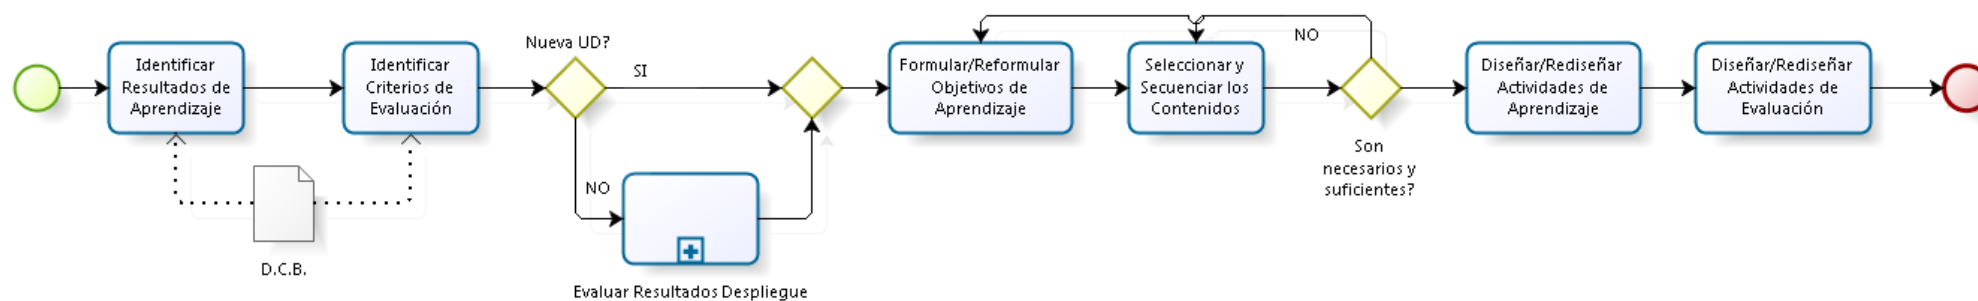 Identificar
Resultados de
Aprendizaje
Identificar
Criterios de
Evaluación
Nueva UD?
SI
NO
D.C.B.
Evaluar Resultados Despliegue
Formular/Reformular
Objetivos de
Aprendizaje
Seleccionar y
Secuenciar los
Contenidos
NO
Son
necesarios y
suficientes?
Diseñar/Rediseñar
Actividades de
Aprendizaje
Diseñar/Rediseñar
Actividades de
Evaluación